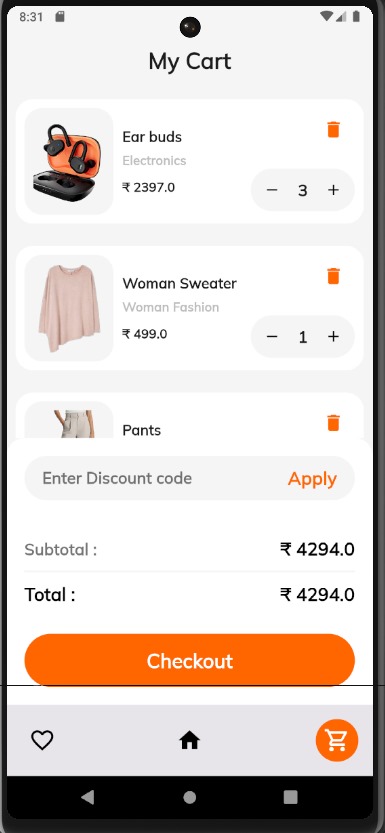 8:31
My Cart
Ear buds
Electronics
₹ 2397.0
− 3 +
Woman Sweater
Woman Fashion
₹ 499.0
− 1 +
Pants
Enter Discount code
Apply
Subtotal :
₹ 4294.0
Total :
₹ 4294.0
Checkout